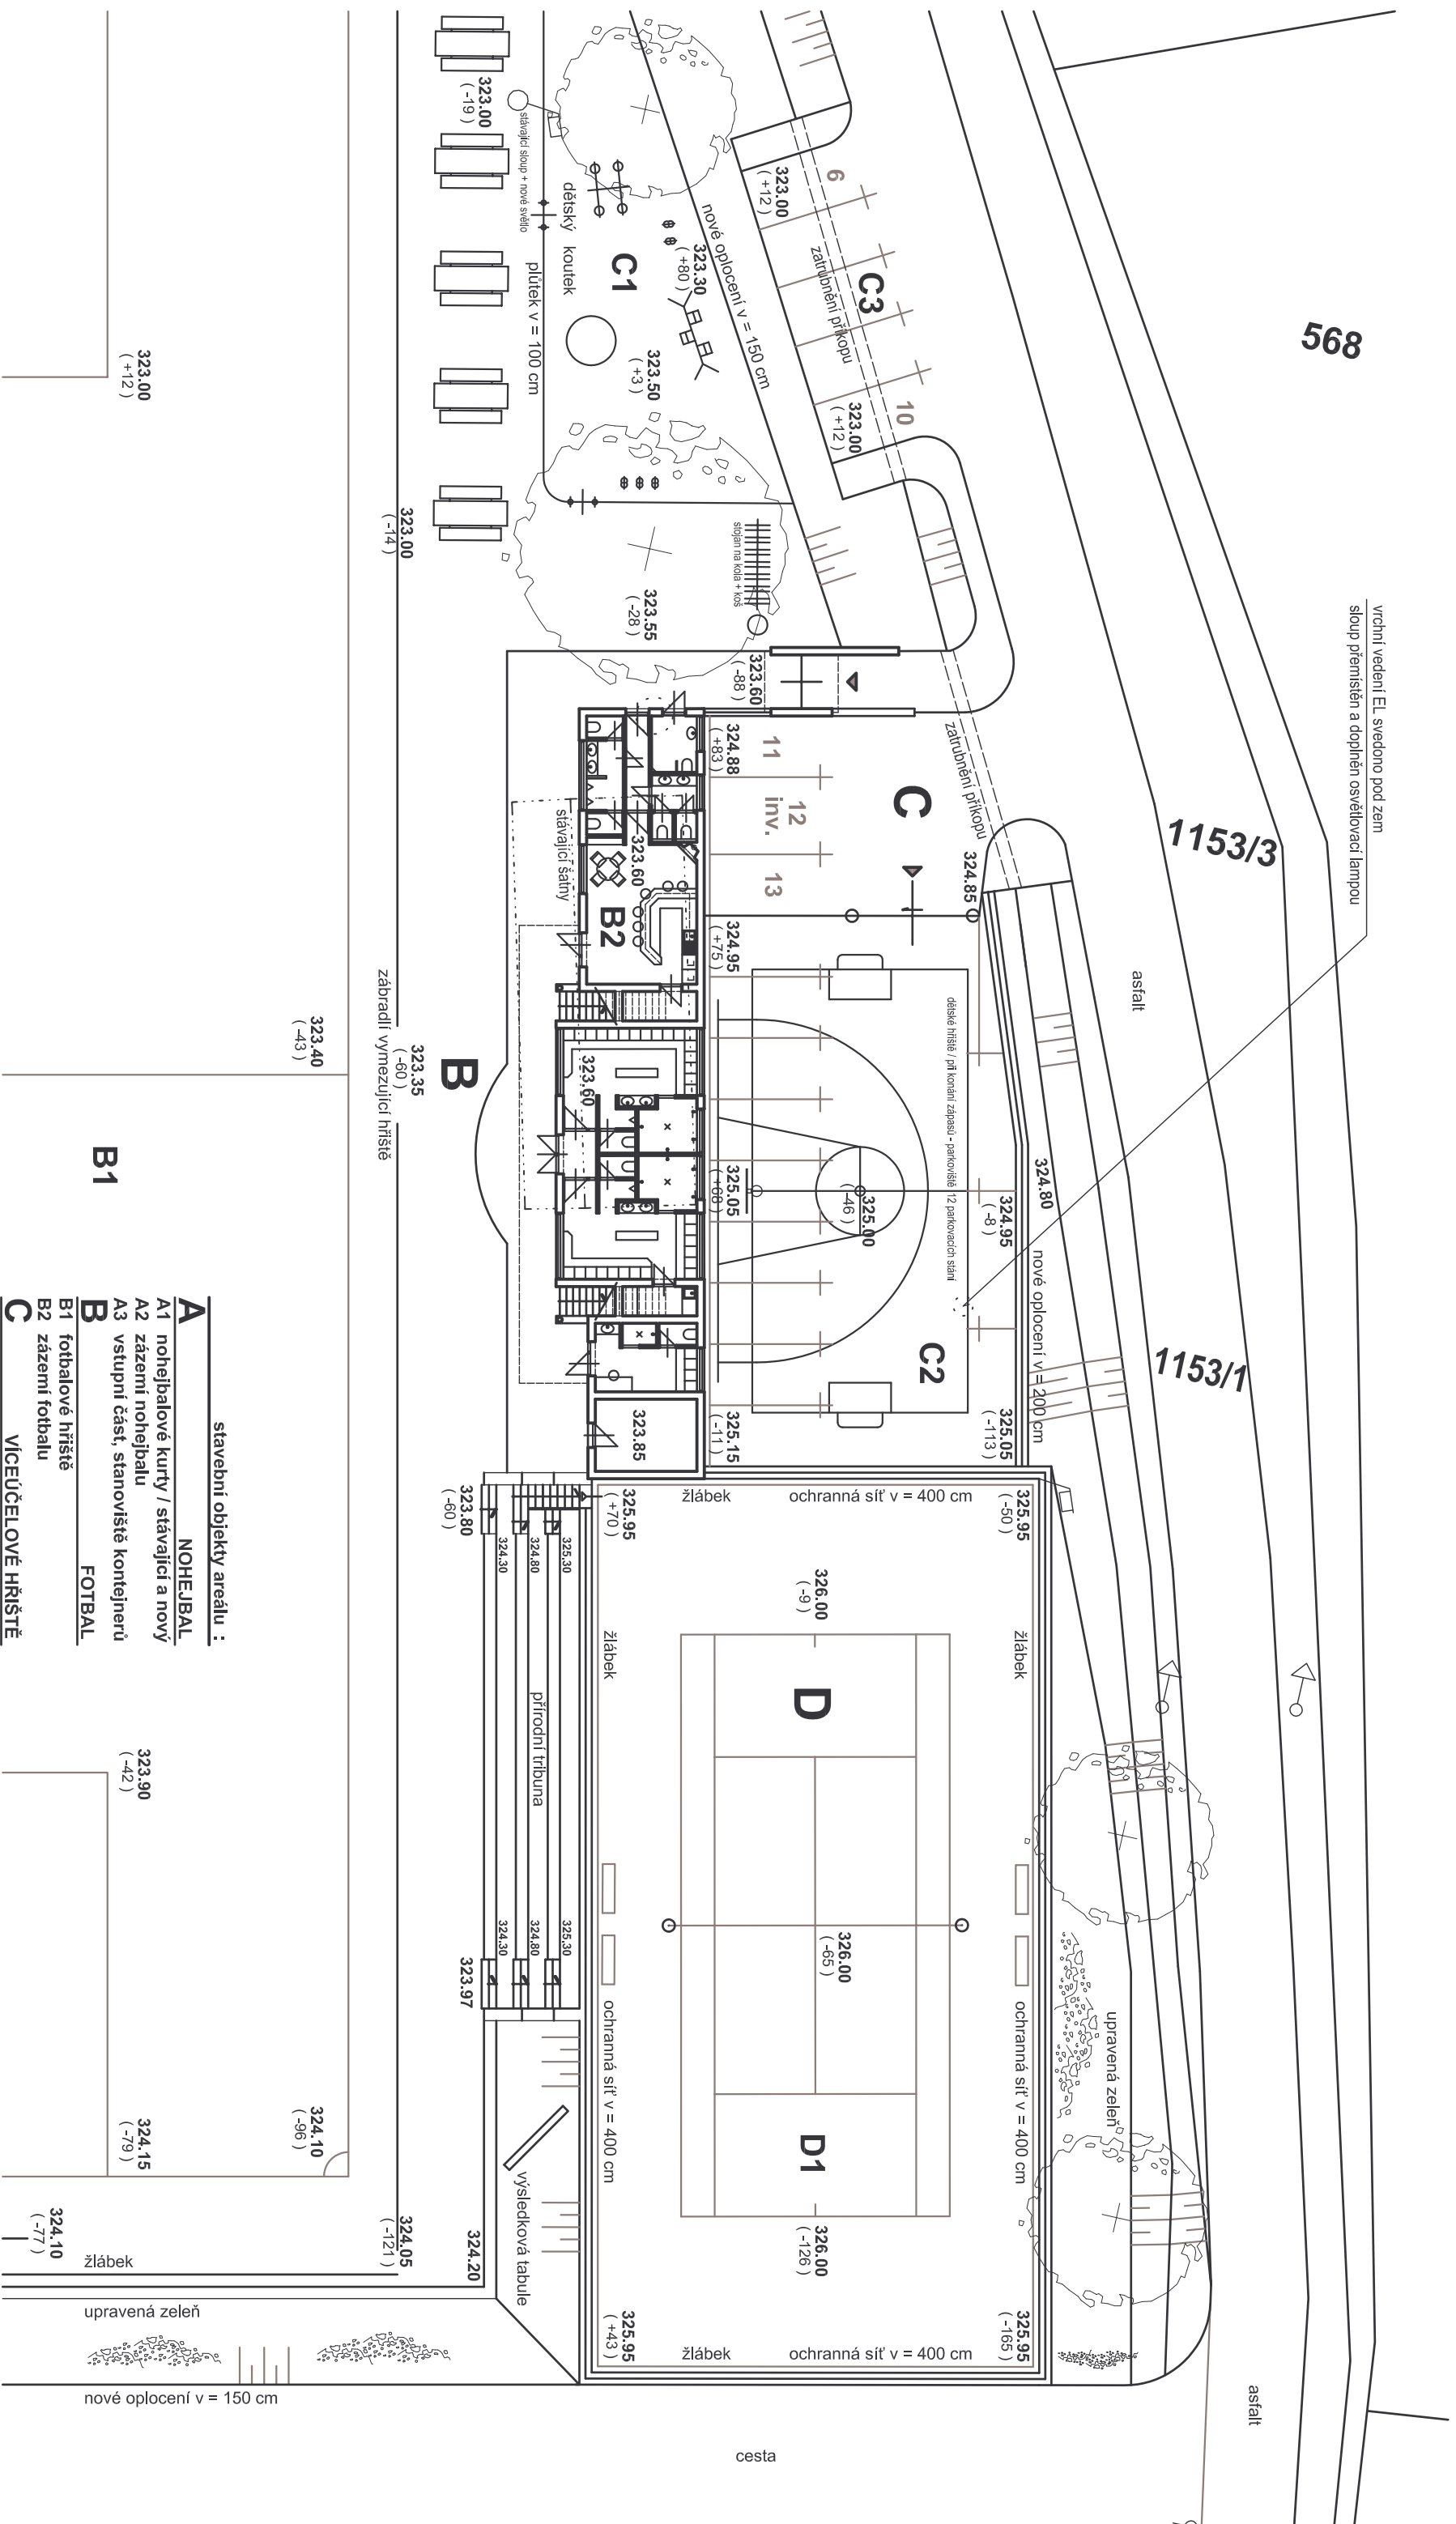 568
1153/3
1153/1
vrchní vedení EL svedono pod zem
sloup přemístěn a doplněn osvětlovací lampou
asfalt
asfalt
cesta
6
C3
10
zatrubnění příkopu
323.00
( +12 )
323.00
( +12 )
nové oplocení v = 150 cm
323.00
( -19 )
stávající sloup + nové světlo
dětský koutek
C1
323.30
( +80 )
323.50
( +3 )
plůtek v = 100 cm
stojan na kola + koš
323.55
( -28 )
323.60
( -88 )
323.00
( -14 )
323.00
( +12 )
zatrubnění příkopu
C
11
12
inv.
13
324.88
( +83 )
324.85
324.95
( +75 )
stávající šatny
323.60
B2
323.60
323.85
dětské hřiště / při konání zápasů - parkoviště 12 parkovacích stání
325.00
( -46 )
325.05
( +68 )
324.80
324.95
( -8 )
nové oplocení v = 200 cm
C2
325.05
( -113 )
325.15
( -11 )
323.40
( -43 )
323.35
( -60 )
zábradlí vymezující hřiště
B
B1
žlábek
ochranná síť v = 400 cm
325.95
( -50 )
325.95
( +70 )
323.80
( -60 )
324.30
324.80
325.30
326.00
( -9 )
žlábek
žlábek
D
přírodní tribuna
326.00
( -65 )
324.30
324.80
325.30
323.97
ochranná síť v = 400 cm
ochranná síť v = 400 cm
upravená zeleň
D1
326.00
( -126 )
výsledková tabule
325.95
( +43 )
325.95
( -165 )
žlábek
ochranná síť v = 400 cm
323.90
( -42 )
324.15
( -79 )
324.10
( -96 )
324.10
( -77 )
324.05
( -121 )
324.20
žlábek
upravená zeleň
nové oplocení v = 150 cm
stavební objekty areálu :
A NOHEJBAL
A1 nohejbalové kurty / stávající a nový
A2 zázemí nohejbalu
A3 vstupní část, stanoviště kontejnerů
B FOTBAL
B1 fotbalové hřiště
B2 zázemí fotbalu
C VÍCEÚČELOVÉ HŘIŠTĚ